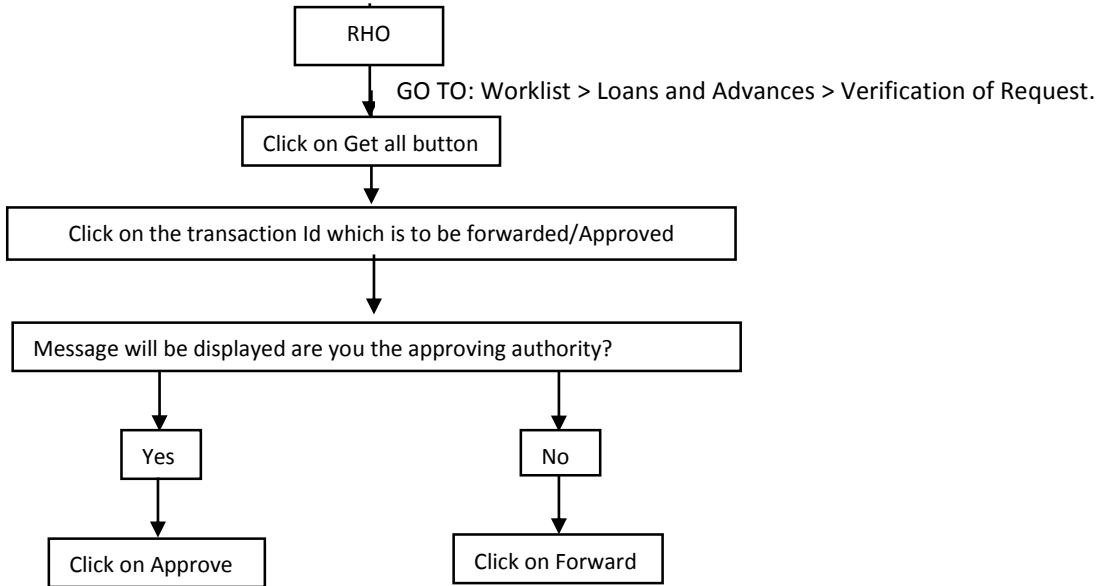 RHO
GO TO: Worklist > Loans and Advances > Verification of Request.
Click on Get all button
Click on the transaction Id which is to be forwarded/Approved
Message will be displayed are you the approving authority?
Yes
No
Click on Approve
Click on Forward